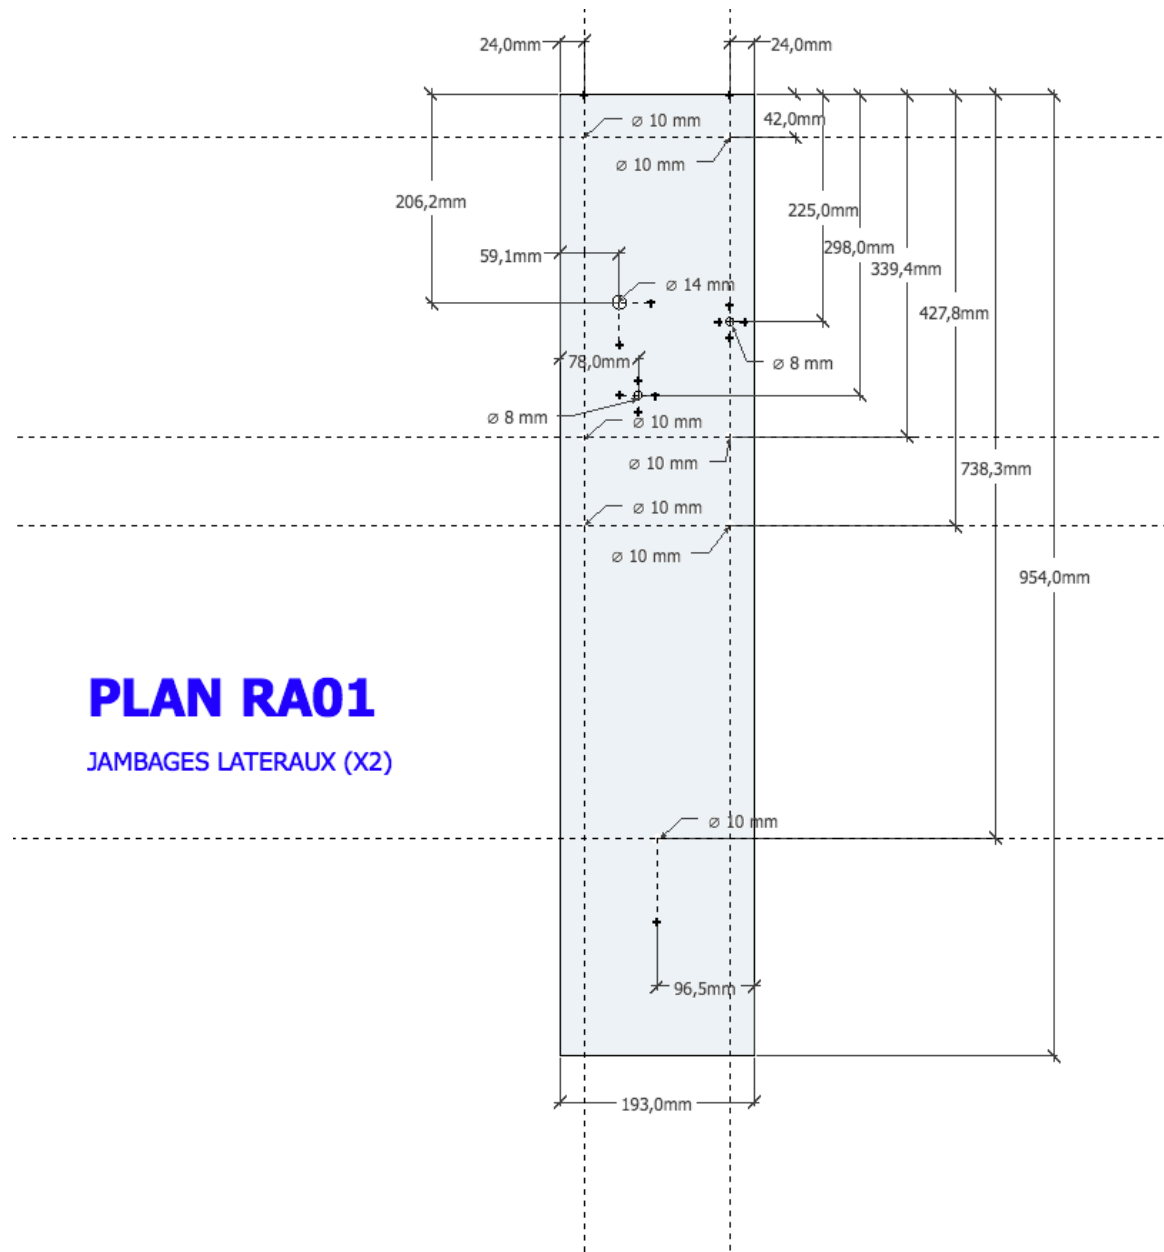 24,0mm
24,0mm
⌀ 10 mm
42,0mm
⌀ 10 mm
206,2mm
225,0mm
298,0mm
59,1mm
339,4mm
⌀ 14 mm
427,8mm
78,0mm
⌀ 8 mm
⌀ 8 mm
⌀ 10 mm
⌀ 10 mm
738,3mm
⌀ 10 mm
⌀ 10 mm
954,0mm
PLAN RA01
JAMBAGES LATERAUX (X2)
⌀ 10 mm
96,5mm
193,0mm